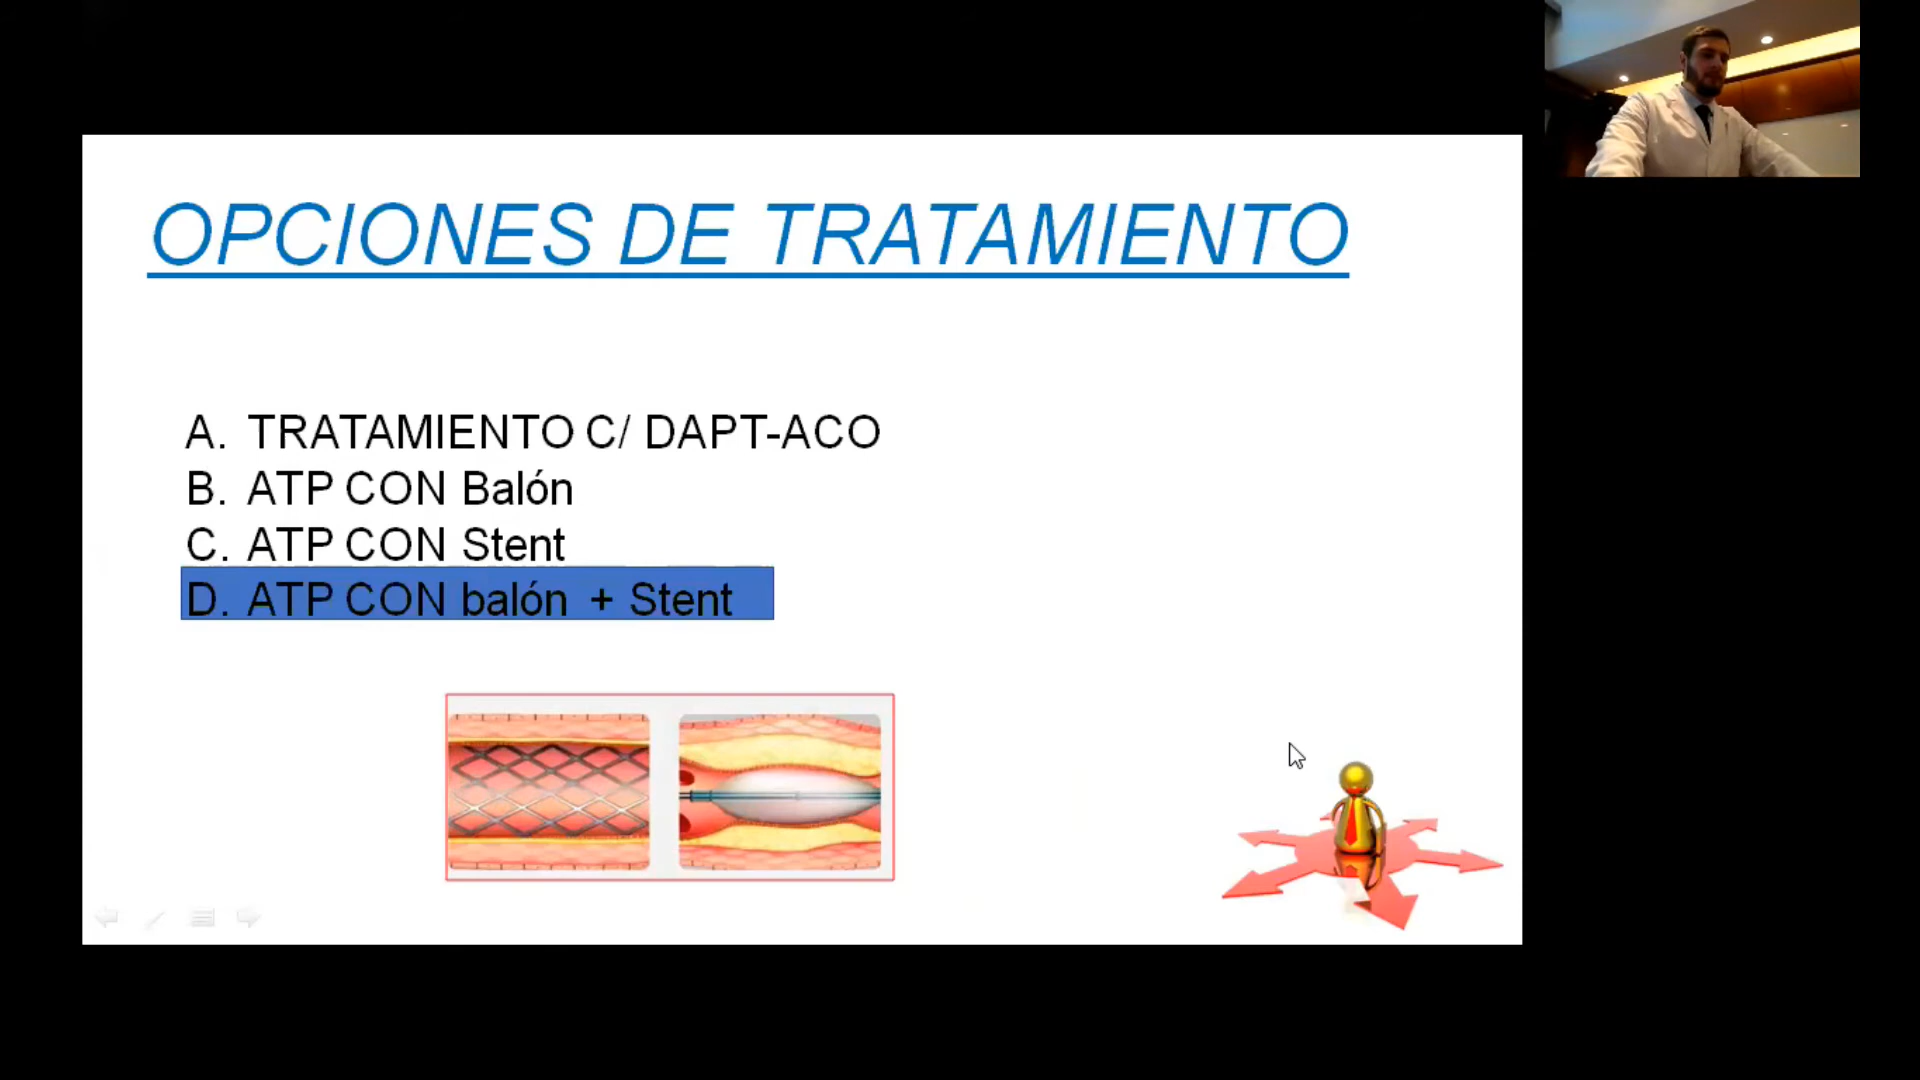 OPCIONES DE TRATAMIENTO
A. TRATAMIENTO C/ DAPT-ACO
B. ATP CON Balón
C. ATP CON Stent
D. ATP CON balón + Stent